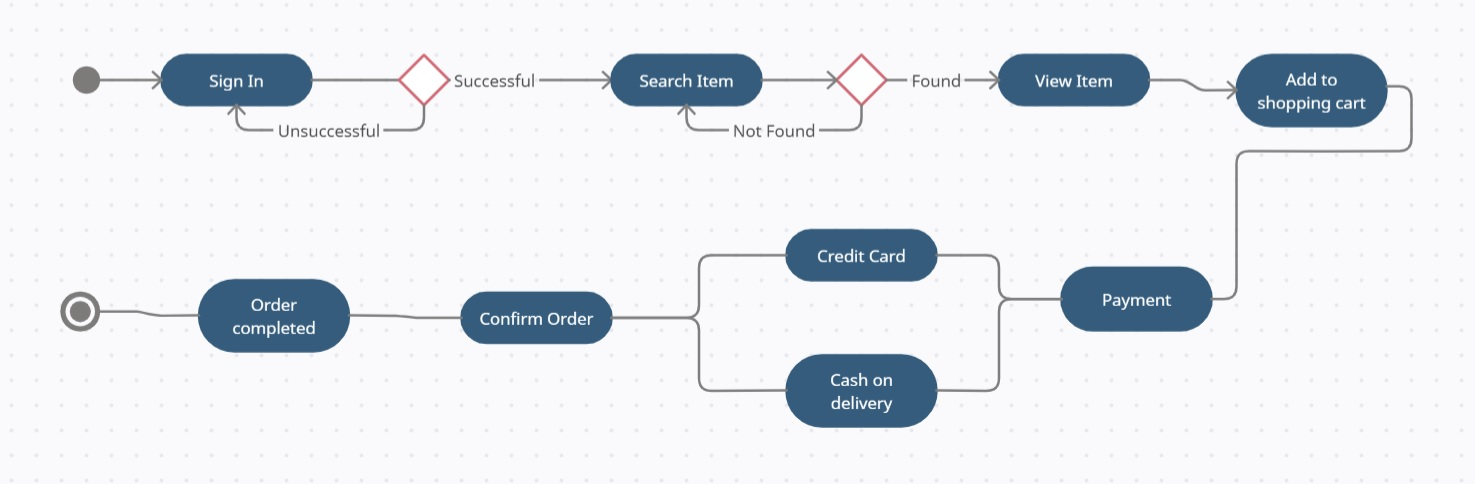 Sign In
Successful
Search Item
Found
View Item
Add to
shopping cart
Unsuccessful
Not Found
Credit Card
Order
completed
Confirm Order
Payment
Cash on
delivery